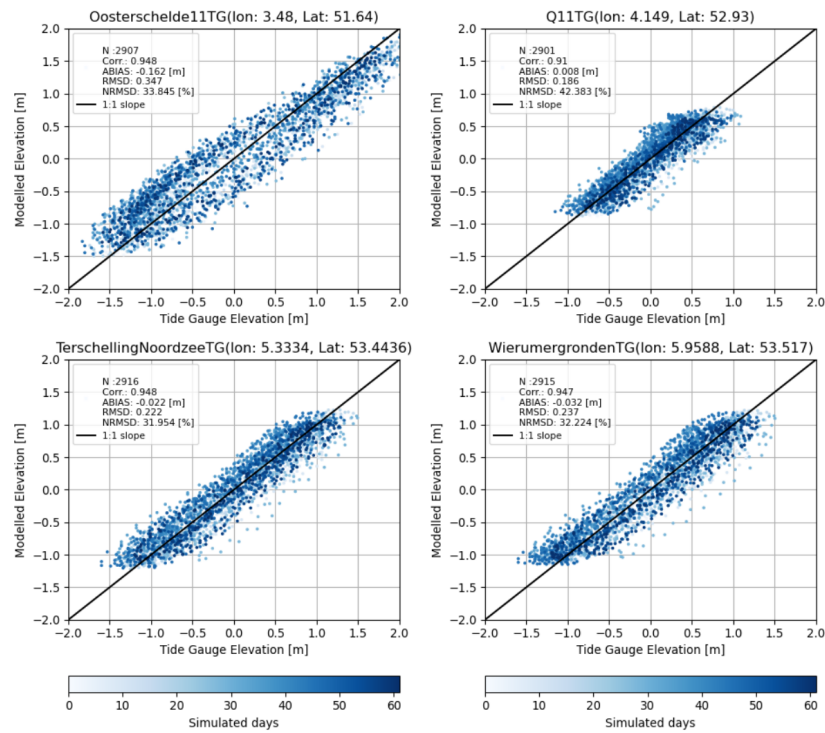 Oosterschelde11TG(lon: 3.48, Lat: 51.64)
N :2907
Corr.: 0.948
ABIAS: -0.162 [m]
RMSD: 0.347
NRMSD: 33.845 [%]
1:1 slope
2.0
1.5
1.0
0.5
0.0
−0.5
−1.0
−1.5
−2.0
Modelled Elevation [m]
−2.0 −1.5 −1.0 −0.5 0.0 0.5 1.0 1.5 2.0
Tide Gauge Elevation [m]
Q11TG(lon: 4.149, Lat: 52.93)
N :2901
Corr.: 0.91
ABIAS: 0.008 [m]
RMSD: 0.186
NRMSD: 42.383 [%]
1:1 slope
2.0
1.5
1.0
0.5
0.0
−0.5
−1.0
−1.5
−2.0
Modelled Elevation [m]
−2.0 −1.5 −1.0 −0.5 0.0 0.5 1.0 1.5 2.0
Tide Gauge Elevation [m]
TerschellingNoordzeeTG(lon: 5.3334, Lat: 53.4436)
N :2916
Corr.: 0.948
ABIAS: -0.022 [m]
RMSD: 0.222
NRMSD: 31.954 [%]
1:1 slope
2.0
1.5
1.0
0.5
0.0
−0.5
−1.0
−1.5
−2.0
Modelled Elevation [m]
−2.0 −1.5 −1.0 −0.5 0.0 0.5 1.0 1.5 2.0
Tide Gauge Elevation [m]
WierumergrondenTG(lon: 5.9588, Lat: 53.517)
N :2915
Corr.: 0.947
ABIAS: -0.032 [m]
RMSD: 0.237
NRMSD: 32.224 [%]
1:1 slope
2.0
1.5
1.0
0.5
0.0
−0.5
−1.0
−1.5
−2.0
Modelled Elevation [m]
−2.0 −1.5 −1.0 −0.5 0.0 0.5 1.0 1.5 2.0
Tide Gauge Elevation [m]
0 10 20 30 40 50 60
Simulated days
0 10 20 30 40 50 60
Simulated days